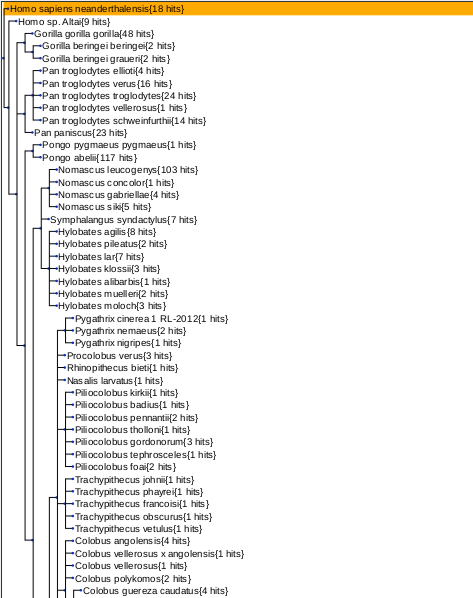 Homo sapiens neanderthalensis{18 hits}
Homo sp. Altai{9 hits}
Gorilla gorilla gorilla{48 hits}
Gorilla beringei beringei{2 hits}
Gorilla beringei graueri{2 hits}
Pan troglodytes ellioti{4 hits}
Pan troglodytes verus{16 hits}
Pan troglodytes troglodytes{24 hits}
Pan troglodytes vellerosus{1 hits}
Pan troglodytes schweinfurthii{14 hits}
Pan paniscus{23 hits}
Pongo pygmaeus pygmaeus{1 hits}
Pongo abelii{117 hits}
Nomascus leucogenys{103 hits}
Nomascus concolor{1 hits}
Nomascus gabriellae{4 hits}
Nomascus siki{5 hits}
Symphalangus syndactylus{7 hits}
Hylobates agilis{8 hits}
Hylobates pileatus{2 hits}
Hylobates lar{7 hits}
Hylobates klossii{3 hits}
Hylobates alibarbis{1 hits}
Hylobates muelleri{2 hits}
Hylobates moloch{3 hits}
Pygathrix cinerea 1 RL-2012{1 hits}
Pygathrix nemaeus{2 hits}
Pygathrix nigripes{1 hits}
Procolobus verus{3 hits}
Rhinopithecus bieti{1 hits}
Nasalis larvatus{1 hits}
Piliocolobus kirkii{1 hits}
Piliocolobus badius{1 hits}
Piliocolobus pennantii{2 hits}
Piliocolobus tholloni{1 hits}
Piliocolobus gordonorum{3 hits}
Piliocolobus tephrosceles{1 hits}
Piliocolobus foai{2 hits}
Trachypithecus johnii{1 hits}
Trachypithecus phayrei{1 hits}
Trachypithecus francoisi{1 hits}
Trachypithecus obscurus{1 hits}
Trachypithecus vetulus{1 hits}
Colobus angolensis{4 hits}
Colobus vellerosus x angolensis{1 hits}
Colobus vellerosus{1 hits}
Colobus polykomos{2 hits}
Colobus guereza caudatus{4 hits}